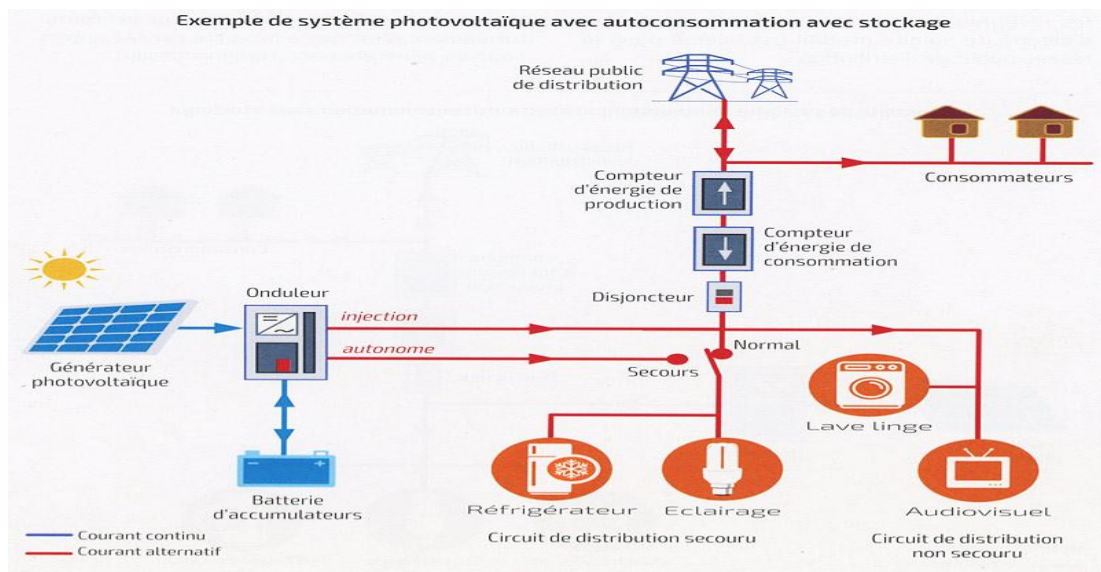 Exemple de système photovoltaïque avec autoconsommation avec stockage
Réseau public
de distribution
Consommateurs
Compteur
d'énergie de
production
Compteur
d'énergie de
consommation
Disjoncteur
Onduleur
injection
autonome
Normal
Secours
Générateur
photovoltaïque
Lave linge
Batterie
d'accumulateurs
Réfrigérateur
Eclairage
Audiovisuel
Circuit de distribution secouru
Circuit de distribution
non secouru
Courant continu
Courant alternatif